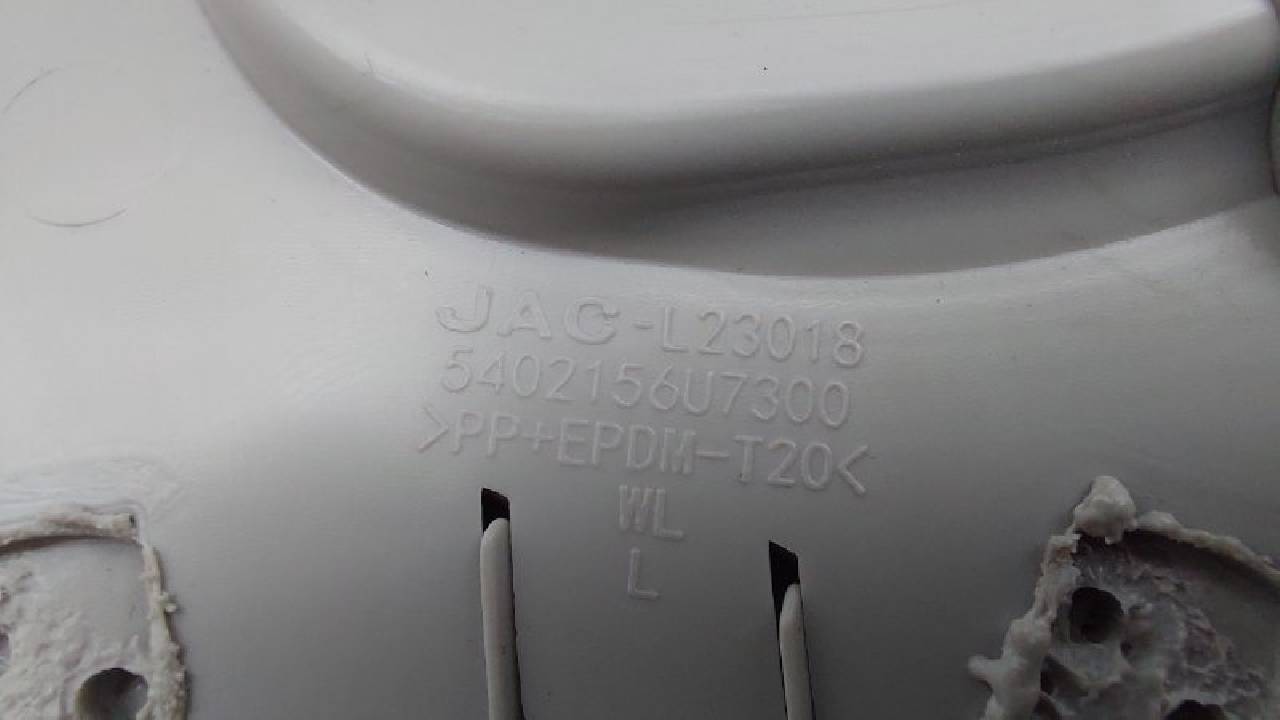 JAC-L23018
5402156U7300
>PP+EPDM-T20<
WL
L